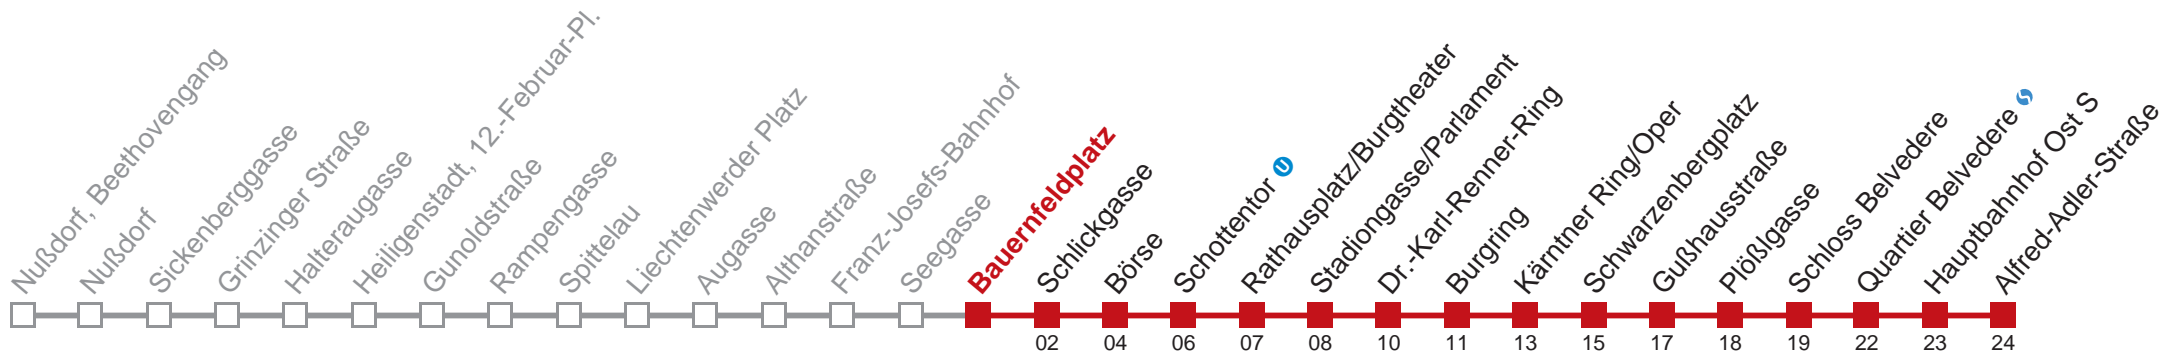 Nußdorf, Beethovengang
Nußdorf
Sickenberggasse
Grinzinger Straße
Halteraugasse
Heiligenstadt, 12.-Februar-Pl.
Gunoldstraße
Rampengasse
Spittelau
Liechtenwerder Platz
Augasse
Althanstraße
Franz-Josefs-Bahnhof
Seegasse
Bauernfeldplatz
Schlickgasse
Börse
Schottentor U
Rathausplatz/Burgtheater
Stadiongasse/Parlament
Dr.-Karl-Renner-Ring
Burgring
Kärntner Ring/Oper
Schwarzenbergplatz
Gußhausstraße
Plößlgasse
Schloss Belvedere
Quartier Belvedere S
Hauptbahnhof Ost S
Alfred-Adler-Straße
02 04 06 07 08 10 11 13 15 17 18 19 22 23 24